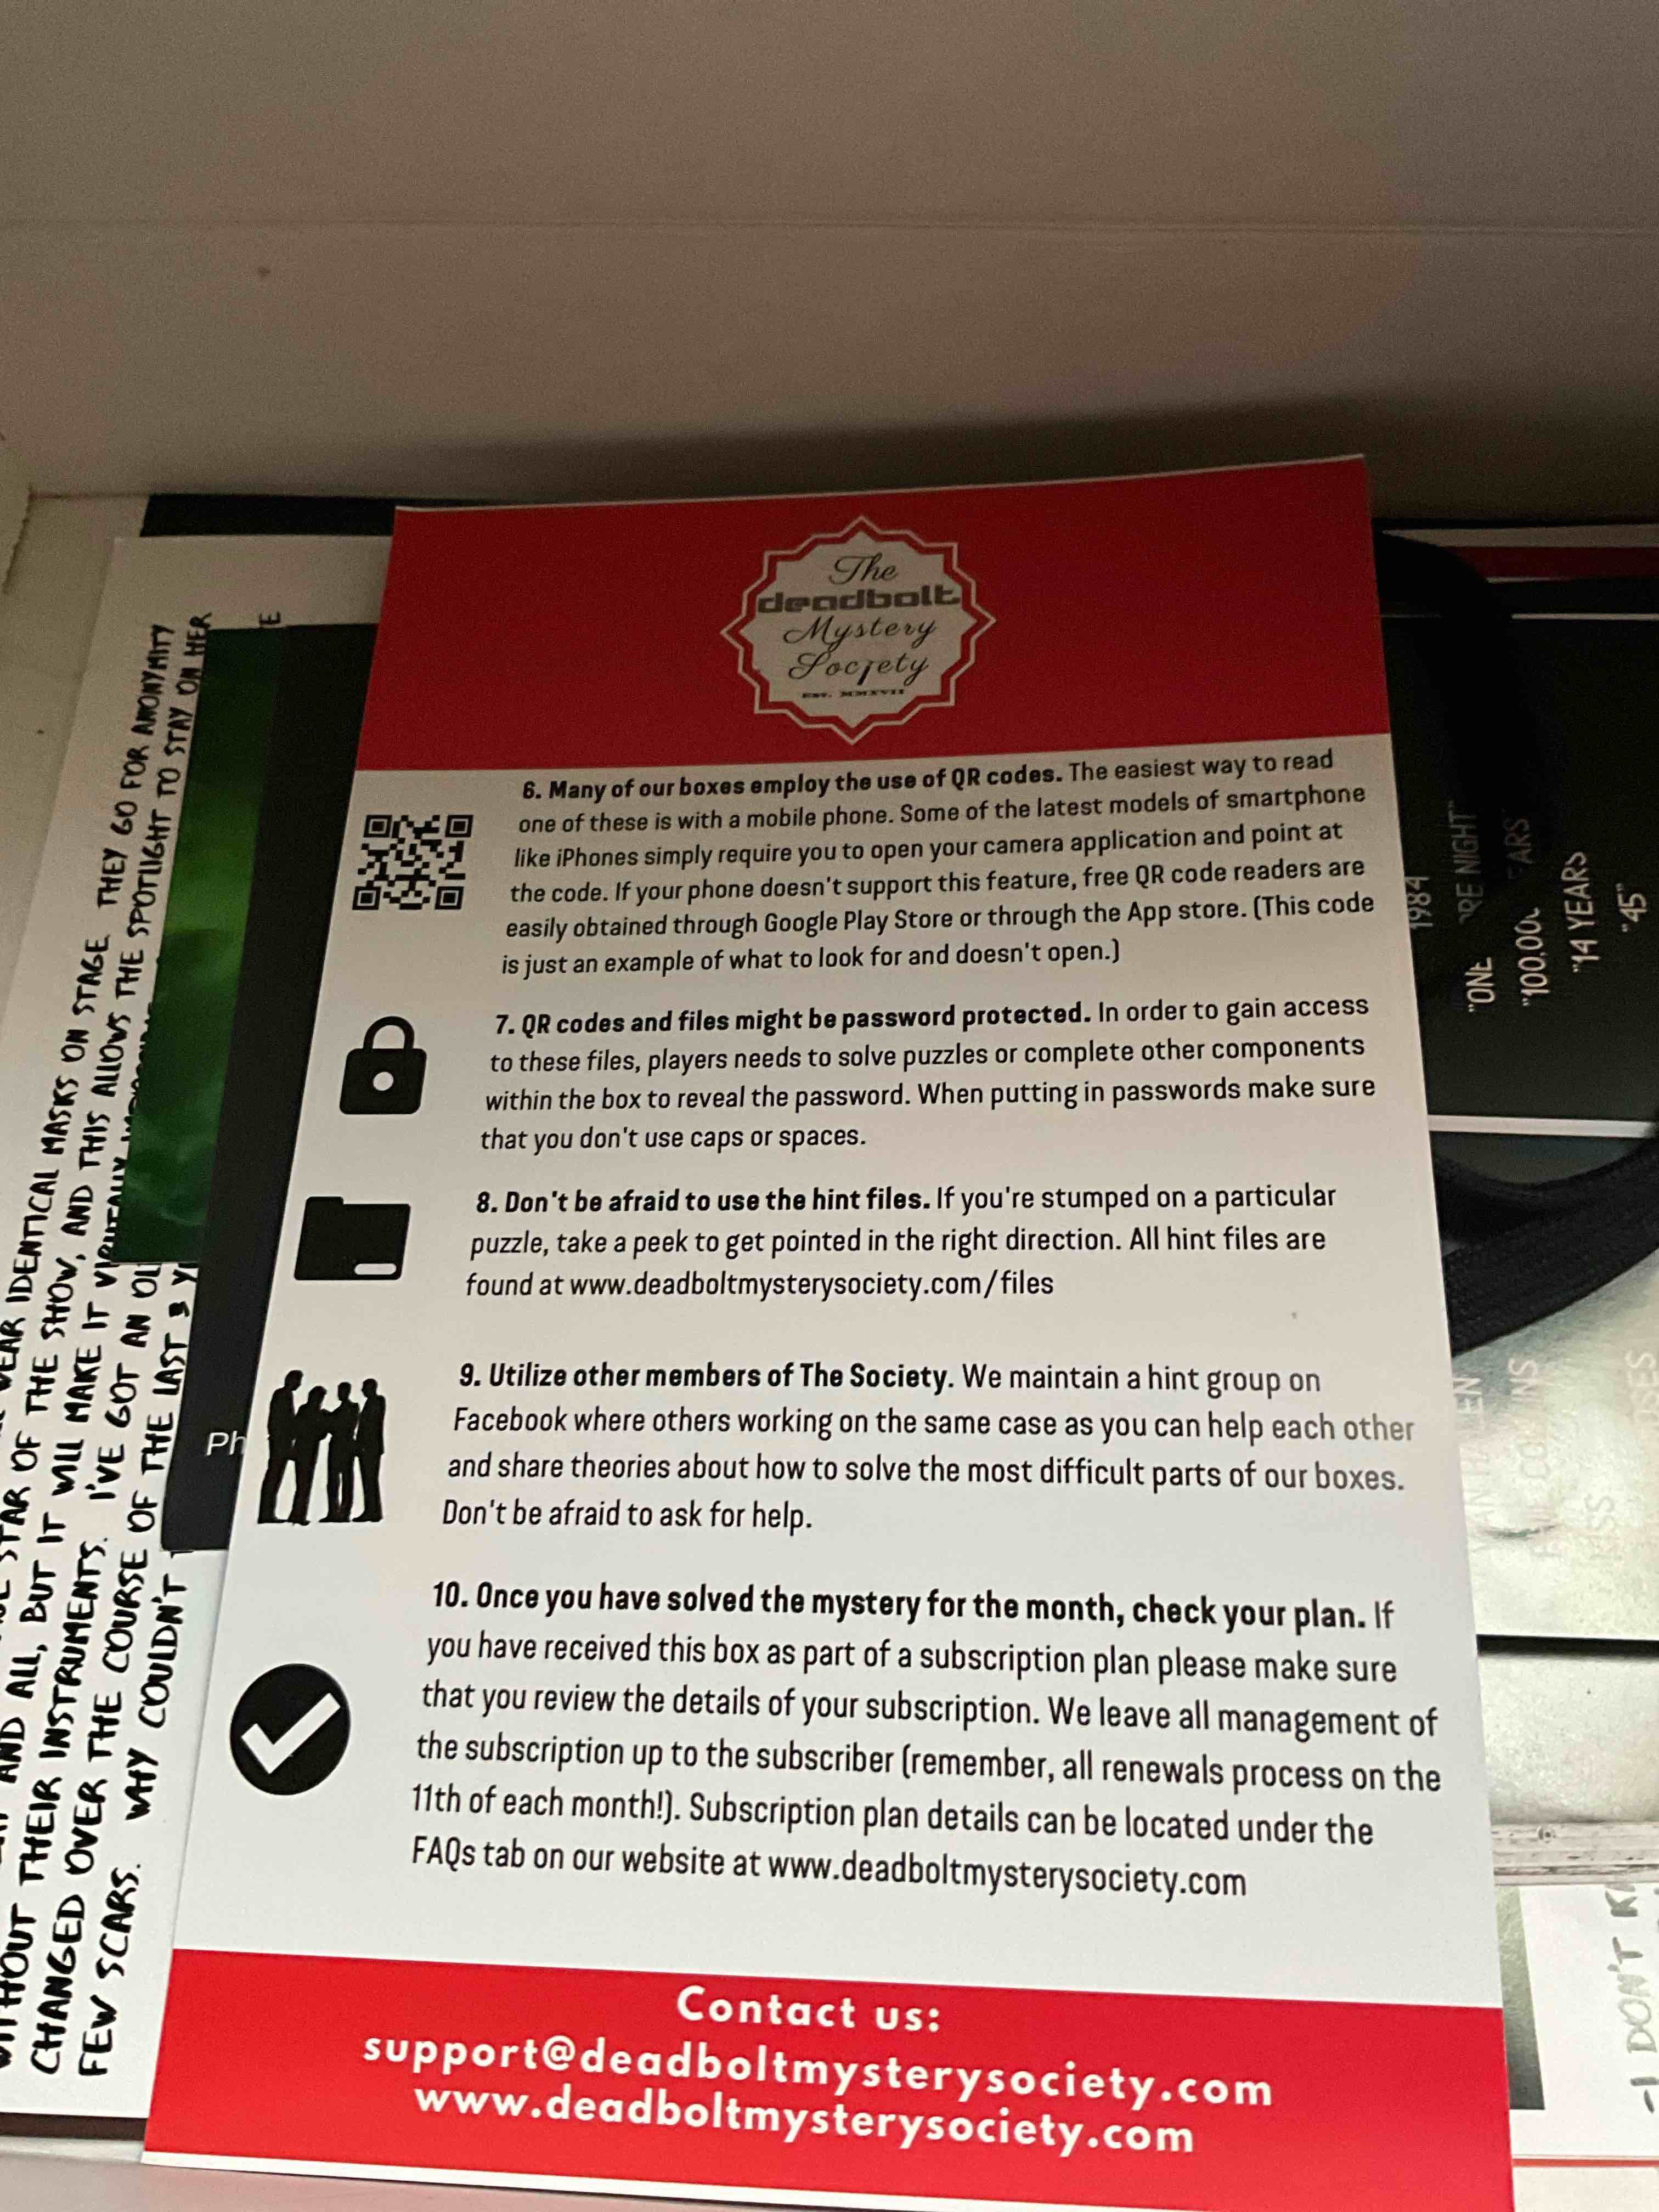 The
deadbolt
Mystery
Society
EST. MMXVII
6. Many of our boxes employ the use of QR codes. The easiest way to read
one of these is with a mobile phone. Some of the latest models of smartphone
like iPhones simply require you to open your camera application and point at
the code. If your phone doesn't support this feature, free QR code readers are
easily obtained through Google Play Store or through the App store. (This code
is just an example of what to look for and doesn't open.)
7. QR codes and files might be password protected. In order to gain access
to these files, players needs to solve puzzles or complete other components
within the box to reveal the password. When putting in passwords make sure
that you don't use caps or spaces.
8. Don't be afraid to use the hint files. If you're stumped on a particular
puzzle, take a peek to get pointed in the right direction. All hint files are
found at www.deadboltmysterysociety.com/files
9. Utilize other members of The Society. We maintain a hint group on
Facebook where others working on the same case as you can help each other
and share theories about how to solve the most difficult parts of our boxes.
Don't be afraid to ask for help.
10. Once you have solved the mystery for the month, check your plan. If
you have received this box as part of a subscription plan please make sure
that you review the details of your subscription. We leave all management of
the subscription up to the subscriber (remember, all renewals process on the
11th of each month!). Subscription plan details can be located under the
FAQs tab on our website at www.deadboltmysterysociety.com
Contact us:
support@deadboltmysterysociety.com
www.deadboltmysterysociety.com
IDENTICAL MASKS ON STAGE. THEY GO FOR ANONYMITY
STAR OF THE SHOW, AND THIS ALLOWS THE SPOTLIGHT TO STAY ON HER
AND ALL, BUT IT WILL MAKE IT VIRTUALLY
THEIR INSTRUMENTS. I'VE GOT AN
CHANGED OVER THE COURSE OF THE LAST 3
FEW SCARS. WHY COULDN'T
Ph
1984
"ONE NIGHT"
"14 YEARS
"45"
-I DON'T